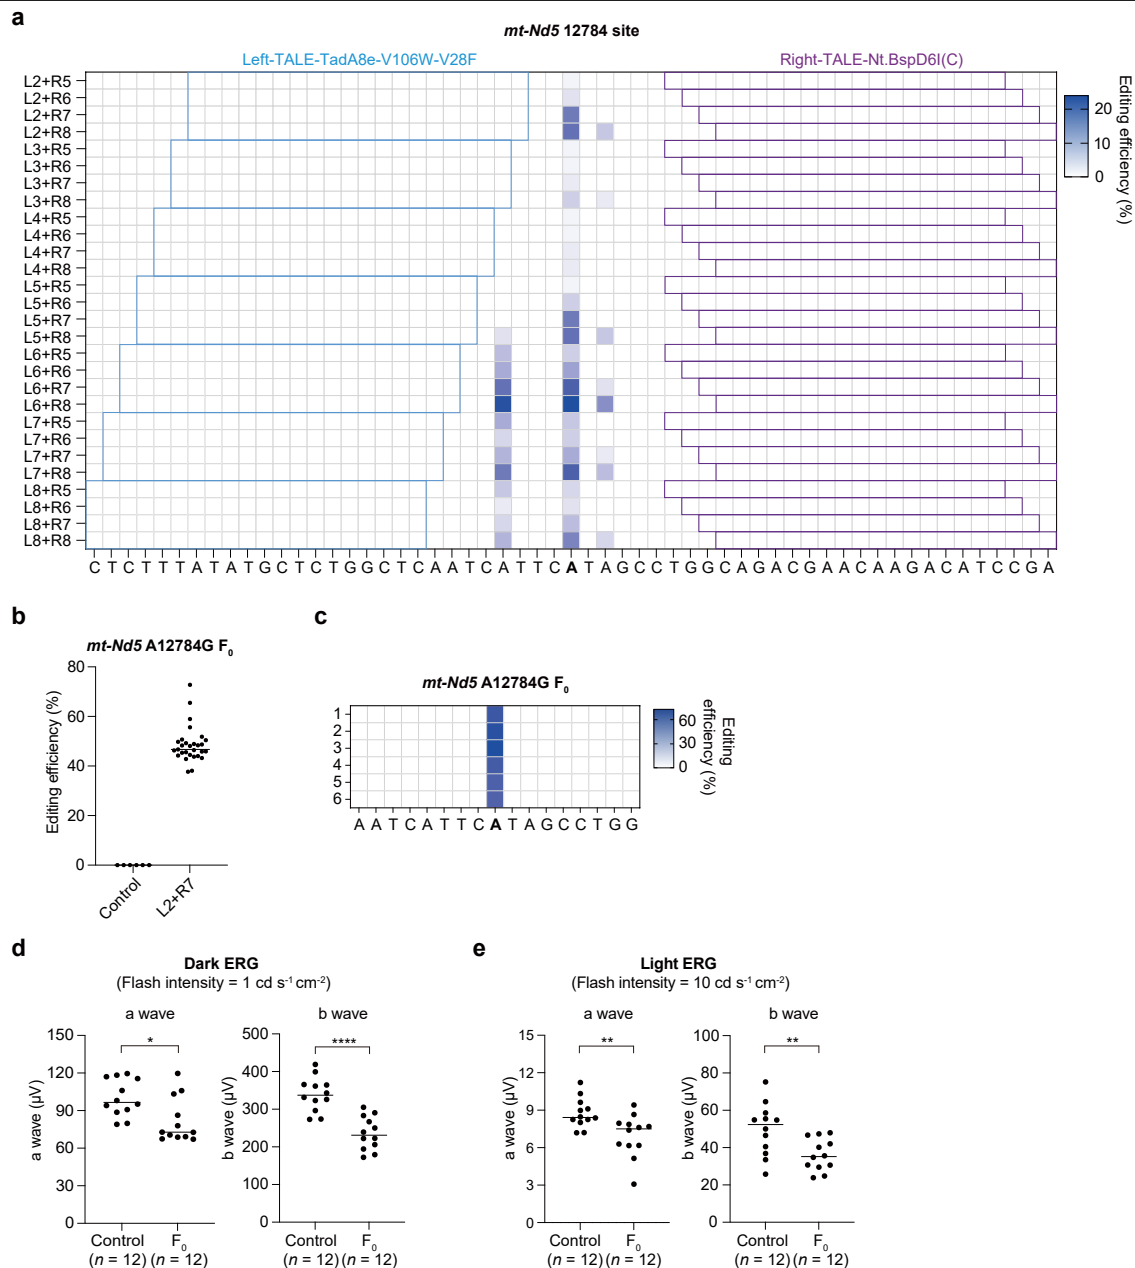 a
mt-Nd5 12784 site
Left-TALE-TadA8e-V106W-V28F
Right-TALE-Nt.BspD6I(C)
L2+R5
L2+R6
L2+R7
L2+R8
L3+R5
L3+R6
L3+R7
L3+R8
L4+R5
L4+R6
L4+R7
L4+R8
L5+R5
L5+R6
L5+R7
L5+R8
L6+R5
L6+R6
L6+R7
L6+R8
L7+R5
L7+R6
L7+R7
L7+R8
L8+R5
L8+R6
L8+R7
L8+R8
20
10
0
Editing efficiency (%)
C T C T T T A T A T G C T C T G G C T C A A T C A T T C A T A G C C T G G C A G A C G A A C A A G A C A T C C G A
b
mt-Nd5 A12784G F0
Editing efficiency (%)
80
60
40
20
0
Control
L2+R7
c
mt-Nd5 A12784G F0
1
2
3
4
5
6
A A T C A T T C A T A G C C T G G
60
30
0
Editing
efficiency (%)
d
Dark ERG
(Flash intensity = 1 cd s⁻¹ cm⁻²)
a wave
a wave (µV)
150
120
90
60
30
0
*
Control
(n = 12)
F0
(n = 12)
b wave
b wave (µV)
500
400
300
200
100
0
****
Control
(n = 12)
F0
(n = 12)
e
Light ERG
(Flash intensity = 10 cd s⁻¹ cm⁻²)
a wave
a wave (µV)
15
12
9
6
3
0
**
Control
(n = 12)
F0
(n = 12)
b wave
b wave (µV)
100
80
60
40
20
0
**
Control
(n = 12)
F0
(n = 12)